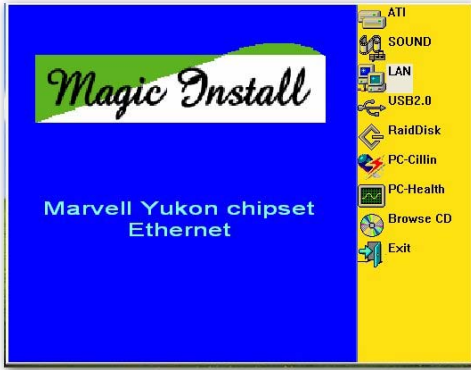 Magic Install
Marvell Yukon chipset
Ethernet
ATI
SOUND
LAN
USB2.0
RaidDisk
PC-Cillin
PC-Health
Browse CD
Exit